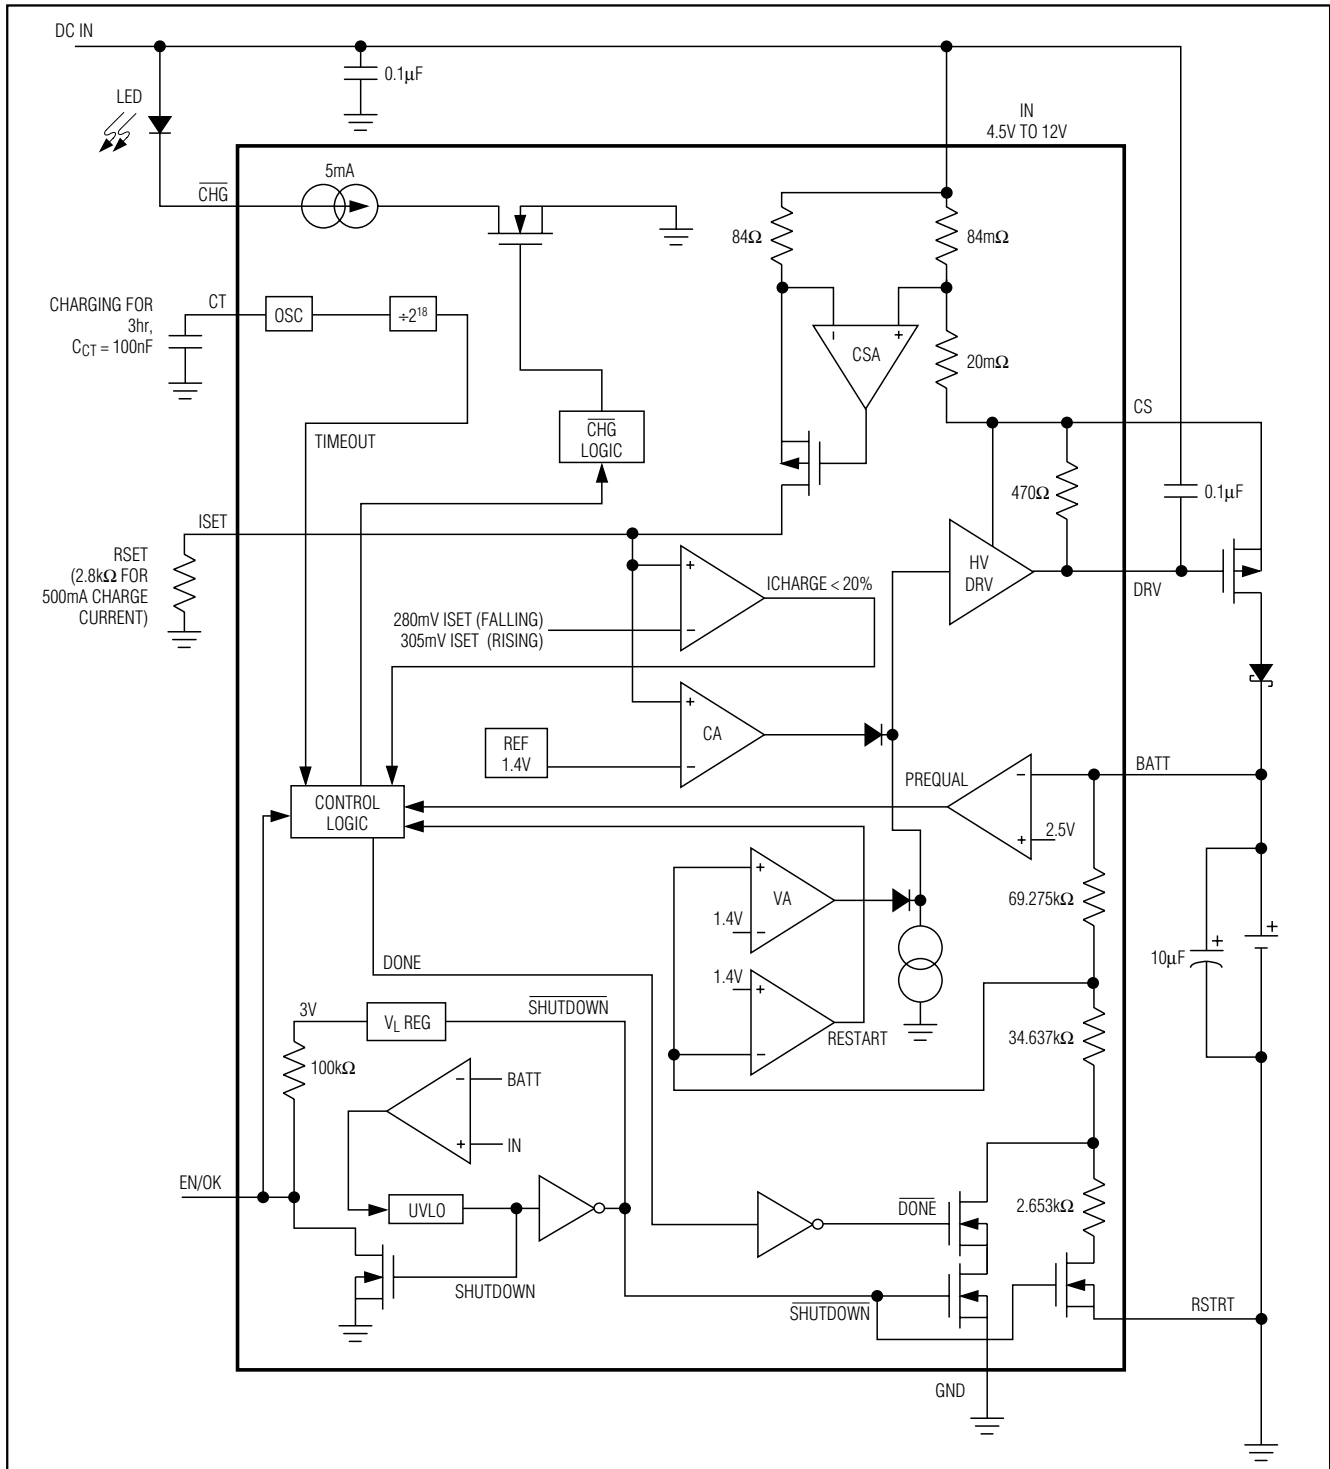 DC IN
0.1µF
LED
IN
4.5V TO 12V
5mA
CHG
84Ω
84mΩ
CHARGING FOR
3hr,
CCT = 100nF
CT
OSC
÷2¹⁸
CSA
20mΩ
CS
CHG
LOGIC
TIMEOUT
470Ω
0.1µF
ISET
RSET
(2.8kΩ FOR
500mA CHARGE
CURRENT)
HV
DRV
DRV
+
−
ICHARGE < 20%
280mV ISET (FALLING)
305mV ISET (RISING)
+
−
CA
REF
1.4V
+
−
BATT
PREQUAL
−
+
2.5V
CONTROL
LOGIC
VA
+
−
1.4V
69.275kΩ
10µF
+
+
DONE
1.4V
+
−
RESTART
34.637kΩ
3V
VL REG
SHUTDOWN
100kΩ
−
BATT
+
IN
EN/OK
UVLO
DONE
2.653kΩ
SHUTDOWN
SHUTDOWN
RSTRT
GND